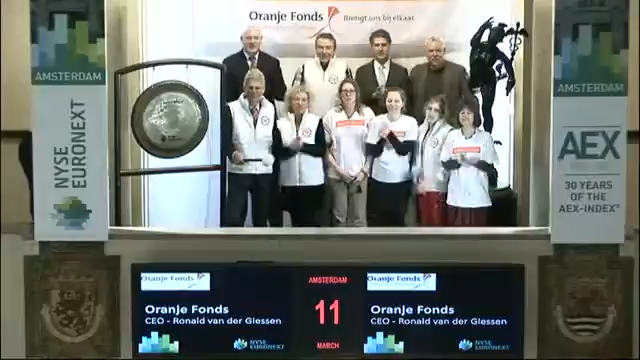 Oranje Fonds
Brengt ons bij elkaar
AMSTERDAM
NYSE
EURONEXT
AEX
30 YEARS
OF THE
AEX-INDEX®
Oranje Fonds
Oranje Fonds
CEO - Ronald van der Giessen
NYSE
EURONEXT
AMSTERDAM
11
MARCH
Oranje Fonds
Oranje Fonds
CEO - Ronald van der Giessen
NYSE
EURONEXT
AMSTERDAM